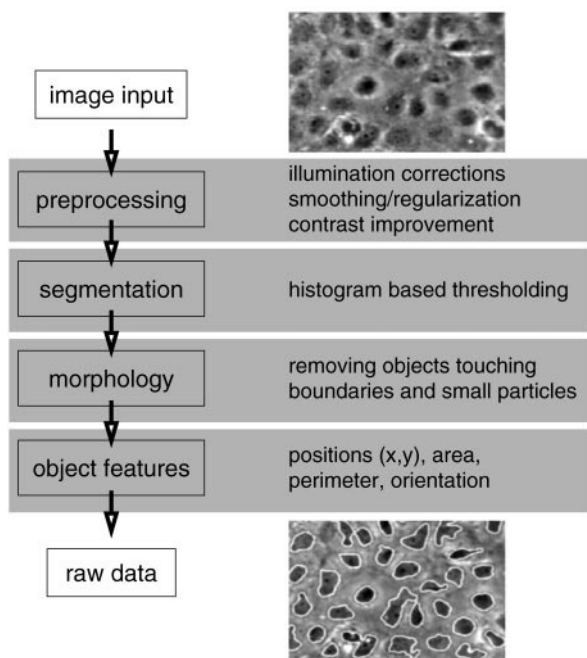 image input
preprocessing
illumination corrections
smoothing/regularization
contrast improvement
segmentation
histogram based thresholding
morphology
removing objects touching
boundaries and small particles
object features
positions (x,y), area,
perimeter, orientation
raw data